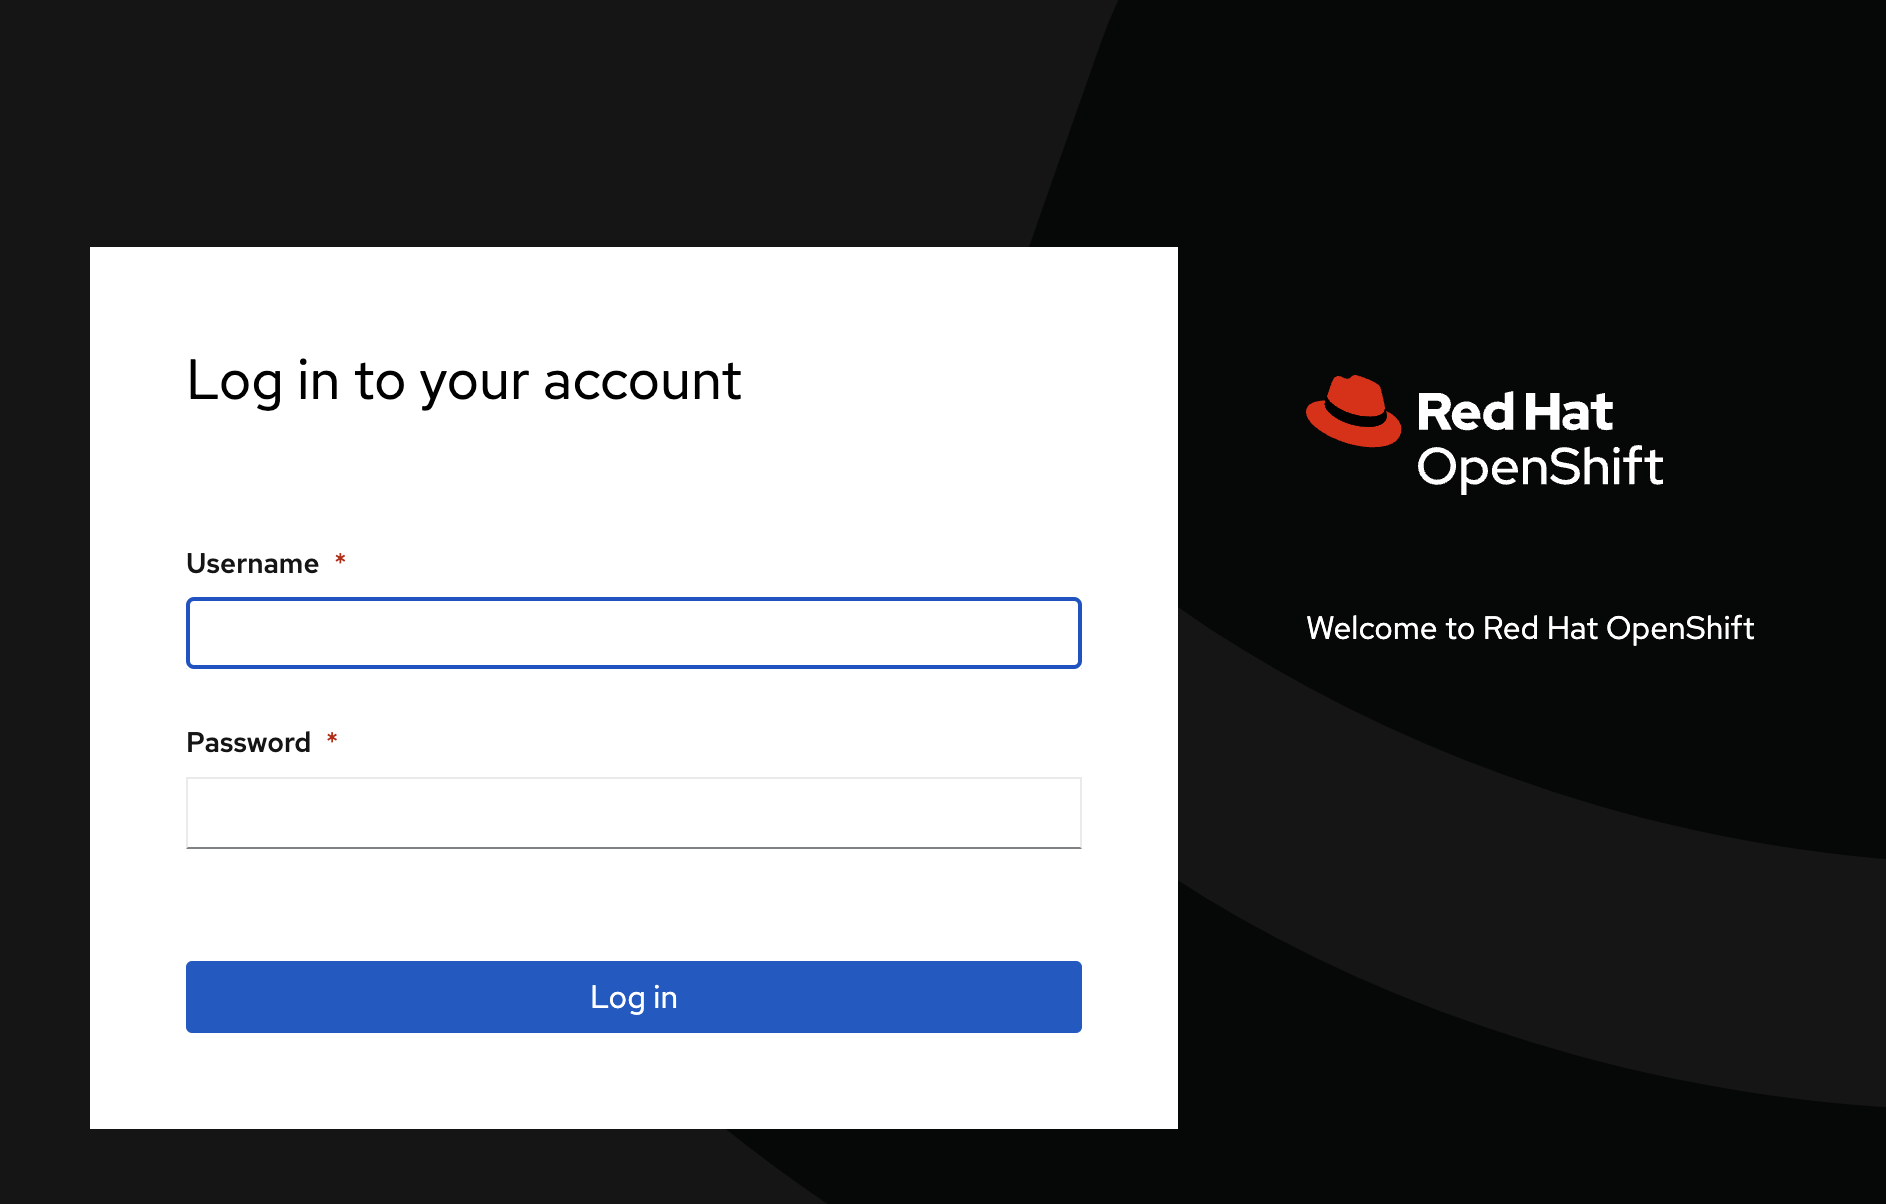 Log in to your account
Username *
Password *
Log in
Red Hat
OpenShift
Welcome to Red Hat OpenShift